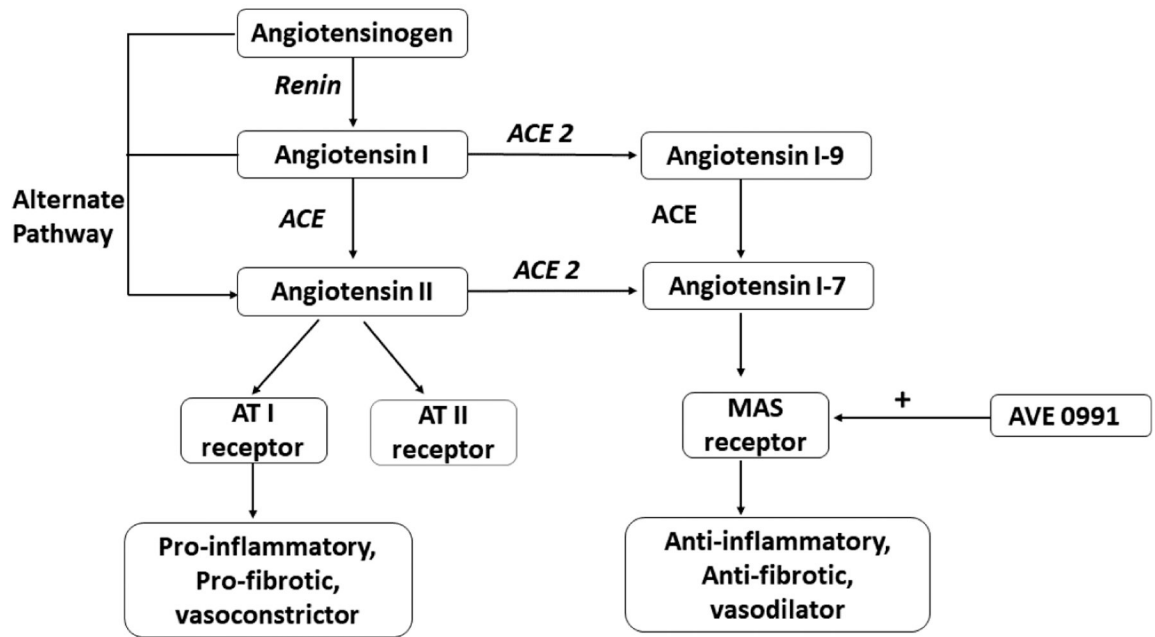 Angiotensinogen
Renin
Angiotensin I
ACE 2
Angiotensin I-9
Alternate
Pathway
ACE
ACE
Angiotensin II
ACE 2
Angiotensin I-7
AT I
receptor
AT II
receptor
MAS
receptor
+
AVE 0991
Pro-inflammatory,
Pro-fibrotic,
vasoconstrictor
Anti-inflammatory,
Anti-fibrotic,
vasodilator